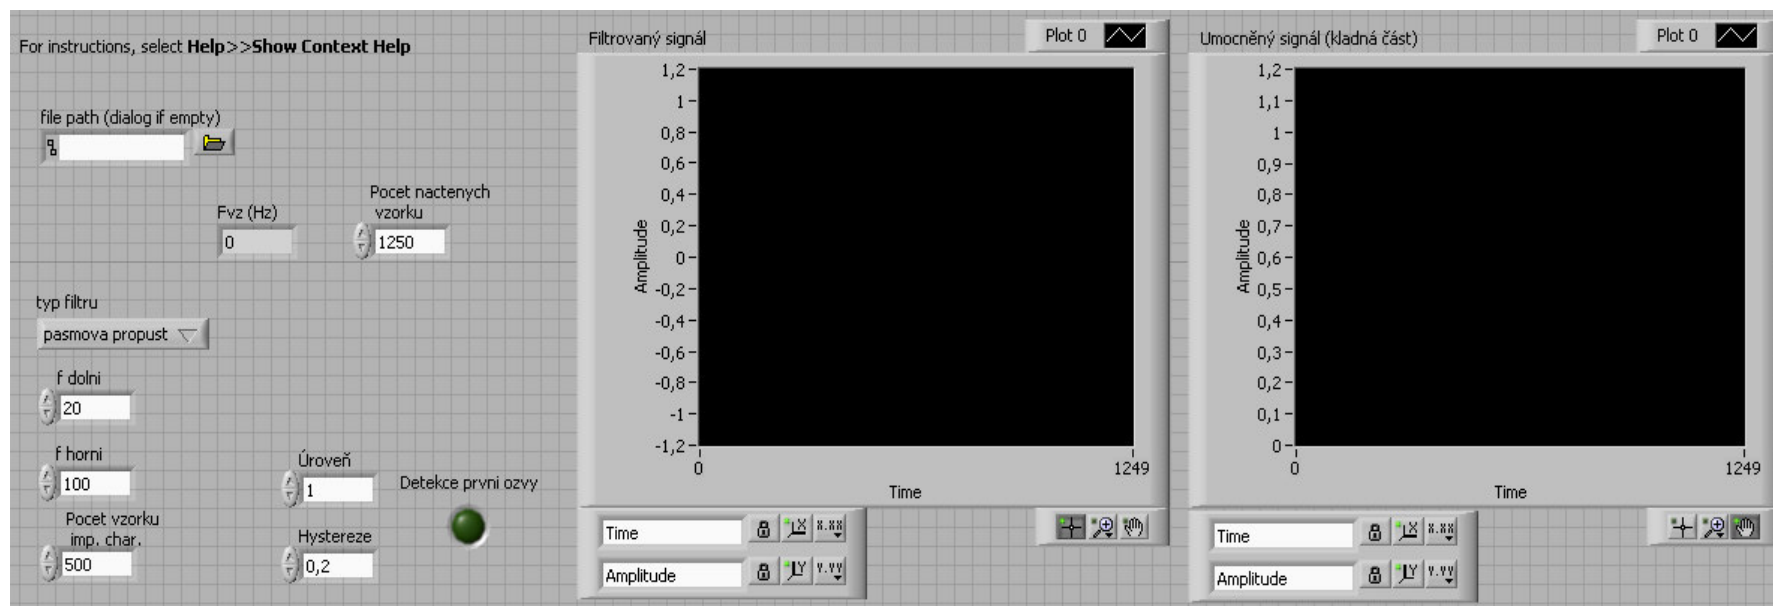 For instructions, select Help>>Show Context Help
file path (dialog if empty)
Fvz (Hz)
0
Pocet nactenych
vzorku
1250
typ filtru
pasmova propust
f dolni
20
f horni
100
Pocet vzorku
imp. char.
500
Úroveň
1
Hystereze
0,2
Detekce první ozvy
Filtrovaný signál
Plot 0
Amplitude
1,2
1
0,8
0,6
0,4
0,2
0
-0,2
-0,4
-0,6
-0,8
-1
-1,2
0
1249
Time
Time
X.XX
Amplitude
Y.YY
Umocněný signál (kladná část)
Plot 0
Amplitude
1,2
1,1
1
0,9
0,8
0,7
0,6
0,5
0,4
0,3
0,2
0,1
0
0
1249
Time
Time
X.XX
Amplitude
Y.YY